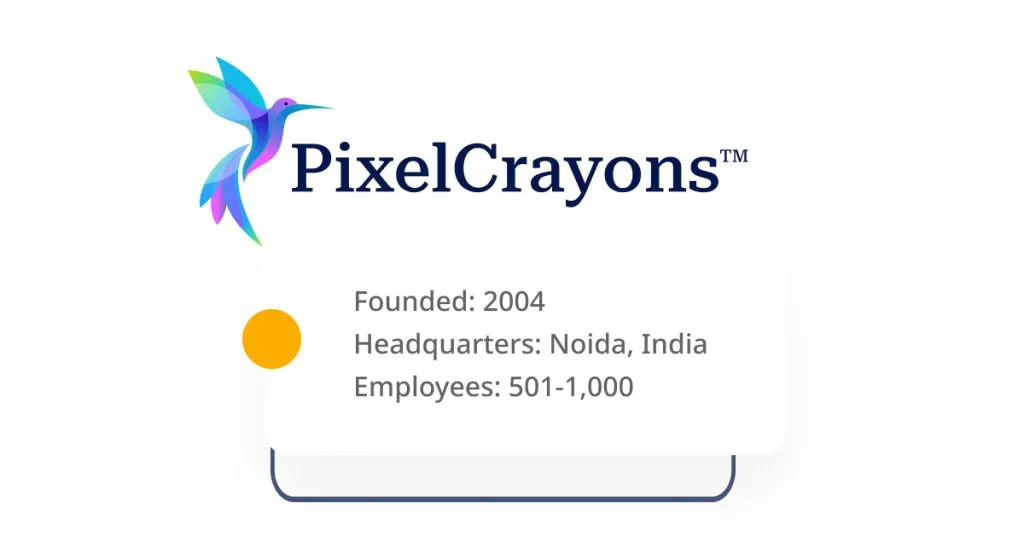 PixelCrayons™
Founded: 2004
Headquarters: Noida, India
Employees: 501-1,000